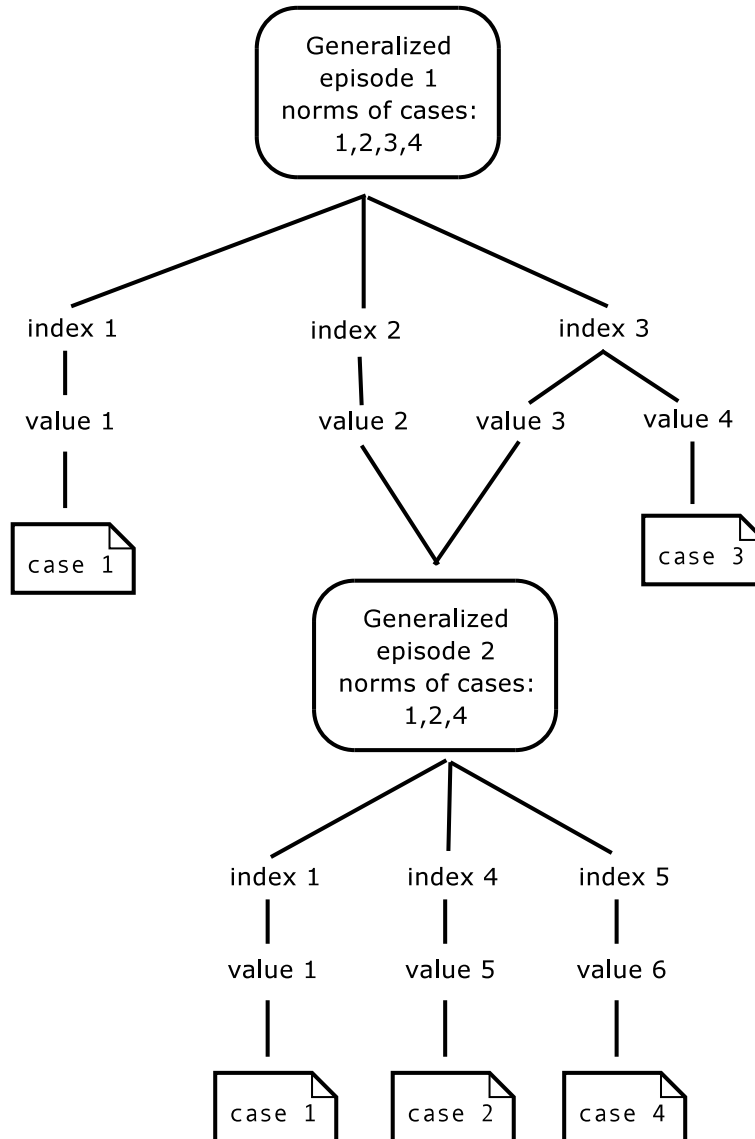 Generalized
episode 1
norms of cases:
1,2,3,4
index 1
index 2
index 3
value 1
value 2
value 3
value 4
case 1
case 3
Generalized
episode 2
norms of cases:
1,2,4
index 1
index 4
index 5
value 1
value 5
value 6
case 1
case 2
case 4